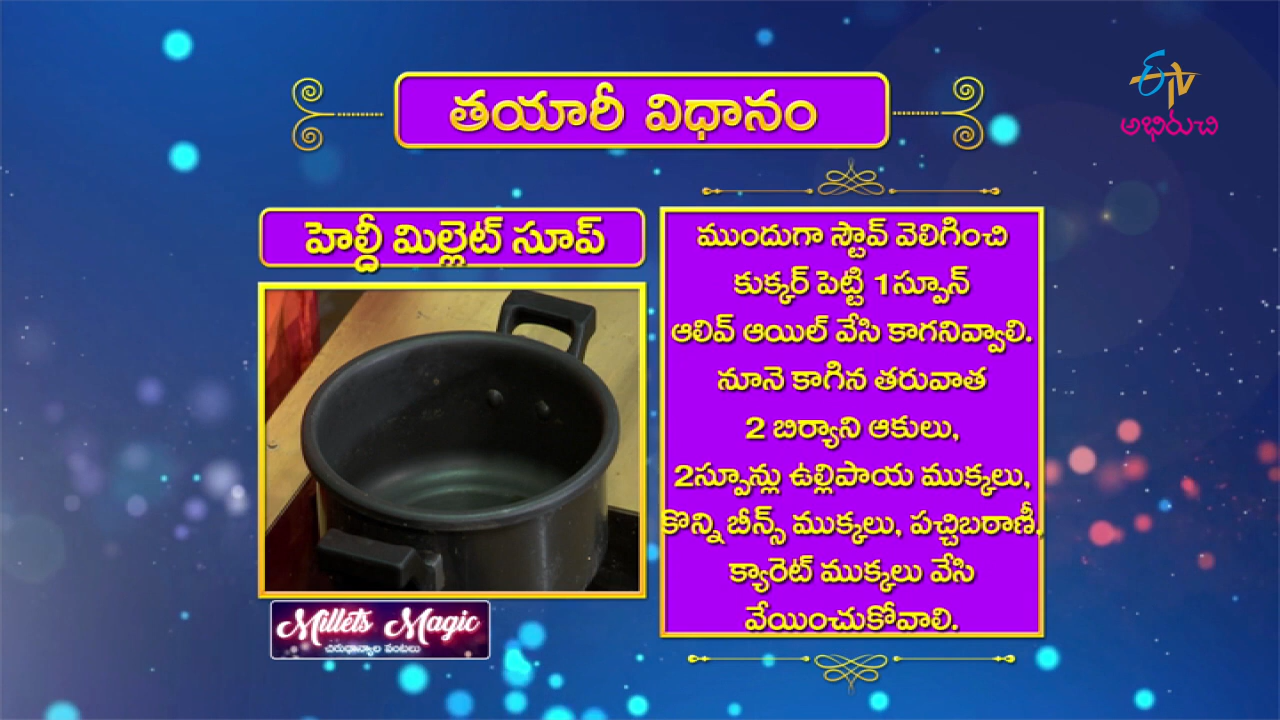 తయారీ విధానం
ETV
అభిరుచి
హెల్దీ మిల్లెట్ సూప్
ముందుగా స్టౌవ్ వెలిగించి
కుక్కర్ పెట్టి 1స్పూన్
ఆలివ్ ఆయిల్ వేసి కాగనివ్వాలి.
నూనె కాగిన తరువాత
2 బిర్యాని ఆకులు,
2స్పూన్లు ఉల్లిపాయ ముక్కలు,
కొన్ని బీన్స్ ముక్కలు, పచ్చిబఠాణీ,
క్యారెట్ ముక్కలు వేసి
వేయించుకోవాలి.
Millets Magic
చిరుధాన్యాల వంటలు